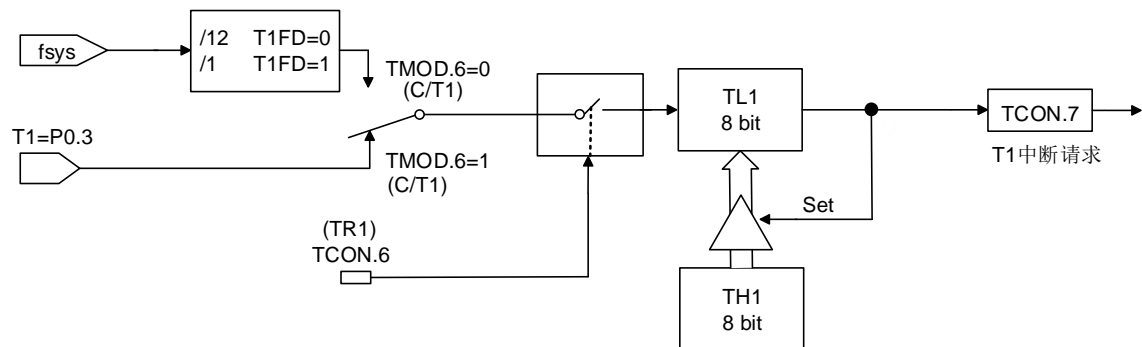 fsys
/12 T1FD=0
/1 T1FD=1
TMOD.6=0
(C/T1)
T1=P0.3
TMOD.6=1
(C/T1)
(TR1)
TCON.6
TL1
8 bit
TCON.7
T1中断请求
Set
TH1
8 bit